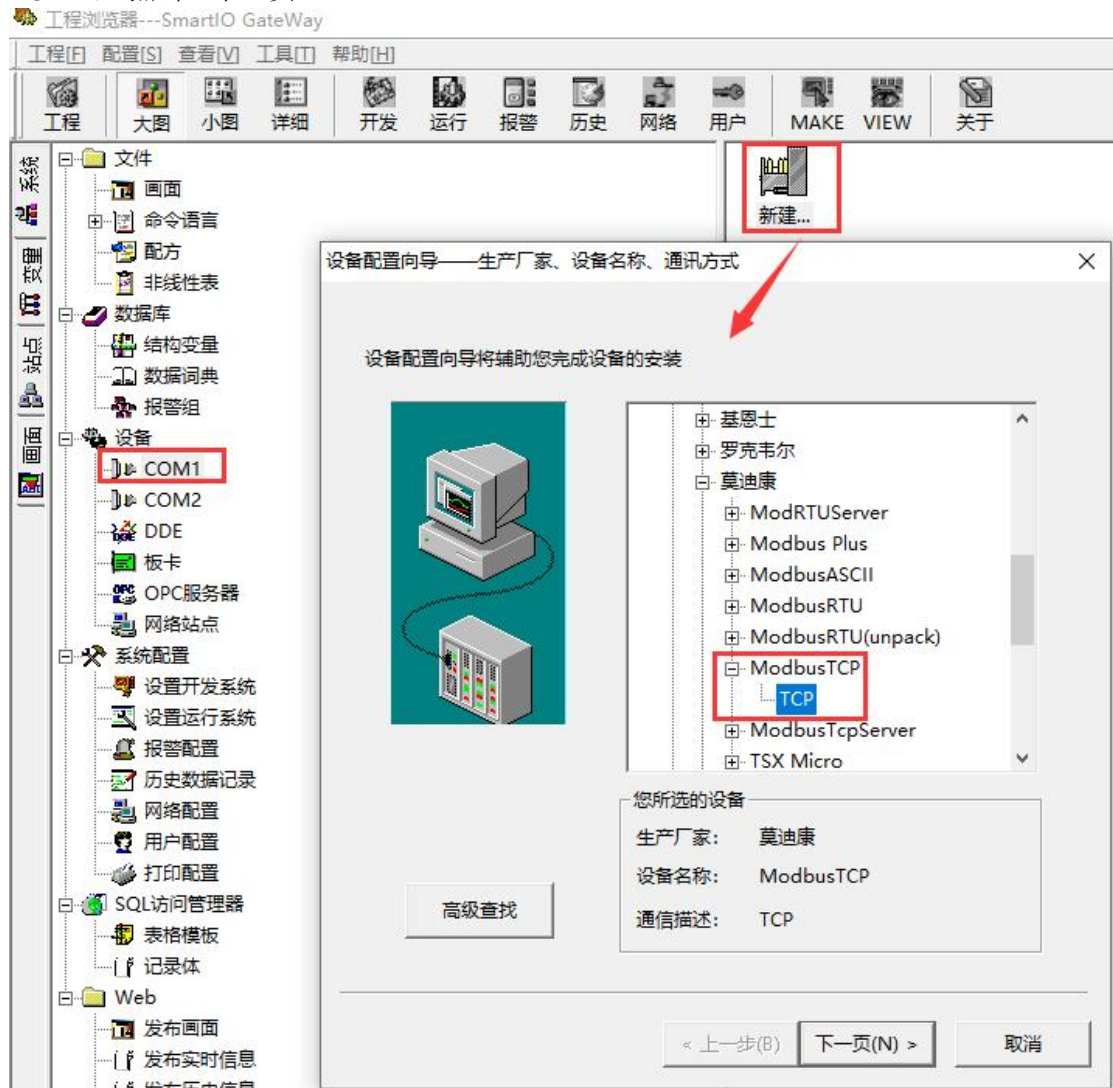 工程浏览器---SmartIO GateWay
工程[F] 配置[S] 查看[V] 工具[T] 帮助[H]
工程 大图 小图 详细 开发 运行 报警 历史 网络 用户 MAKE VIEW 关于
系统
站点
画面
文件
画面
命令语言
配方
非线性表
数据库
结构变量
数据词典
报警组
设备
COM1
COM2
DDE
板卡
OPC服务器
网络站点
系统配置
设置开发系统
设置运行系统
报警配置
历史数据记录
网络配置
用户配置
打印配置
SQL访问管理器
表格模板
记录体
Web
发布画面
发布实时信息
新建...
设备配置向导——生产厂家、设备名称、通讯方式
设备配置向导将辅助您完成设备的安装
基恩士
罗克韦尔
莫迪康
ModRTUServer
Modbus Plus
ModbusASCII
ModbusRTU
ModbusRTU(unpack)
ModbusTCP
TCP
ModbusTcpServer
TSX Micro
您所选的设备
生产厂家: 莫迪康
设备名称: ModbusTCP
通信描述: TCP
高级查找
< 上一步(B) 下一页(N) > 取消